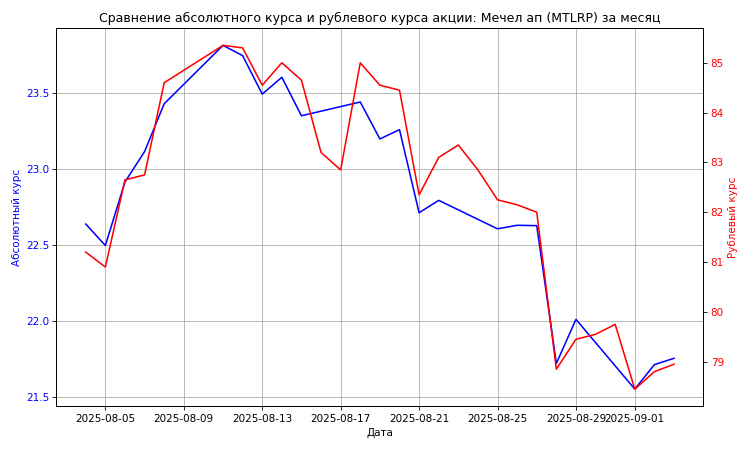 Сравнение абсолютного курса и рублевого курса акции: Мечел ап (MTLRP) за месяц
23.5
23.0
22.5
22.0
21.5
Абсолютный курс
85
84
83
82
81
80
79
Рублевый курс
2025-08-05 2025-08-09 2025-08-13 2025-08-17 2025-08-21 2025-08-25 2025-08-29 2025-09-01
Дата